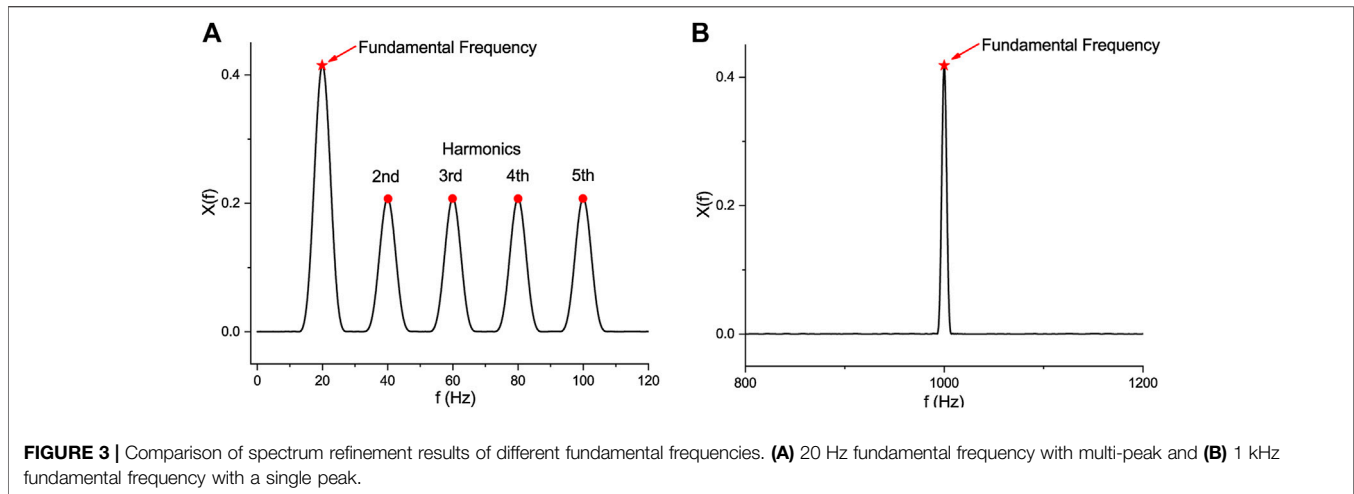 A
Fundamental Frequency
0.4
Harmonics
2nd 3rd 4th 5th
X(f)
0.2
0.0
0 20 40 60 80 100 120
f (Hz)
B
Fundamental Frequency
0.4
X(f)
0.2
0.0
800 1000 1200
f (Hz)
FIGURE 3 | Comparison of spectrum refinement results of different fundamental frequencies. (A) 20 Hz fundamental frequency with multi-peak and (B) 1 kHz
fundamental frequency with a single peak.